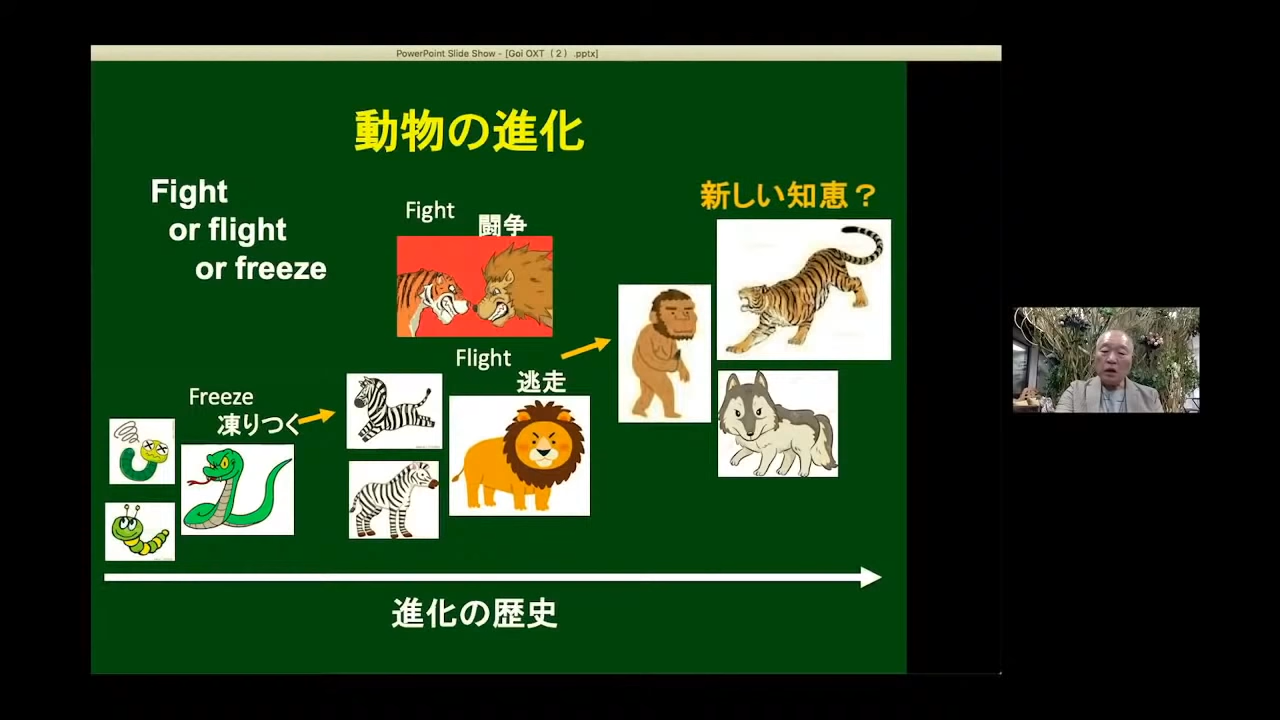 PowerPoint Slide Show - [Goi OXT（2）.pptx]
動物の進化
Fight
or flight
or freeze
Fight
闘争
新しい知恵？
Flight
逃走
Freeze
凍りつく
進化の歴史